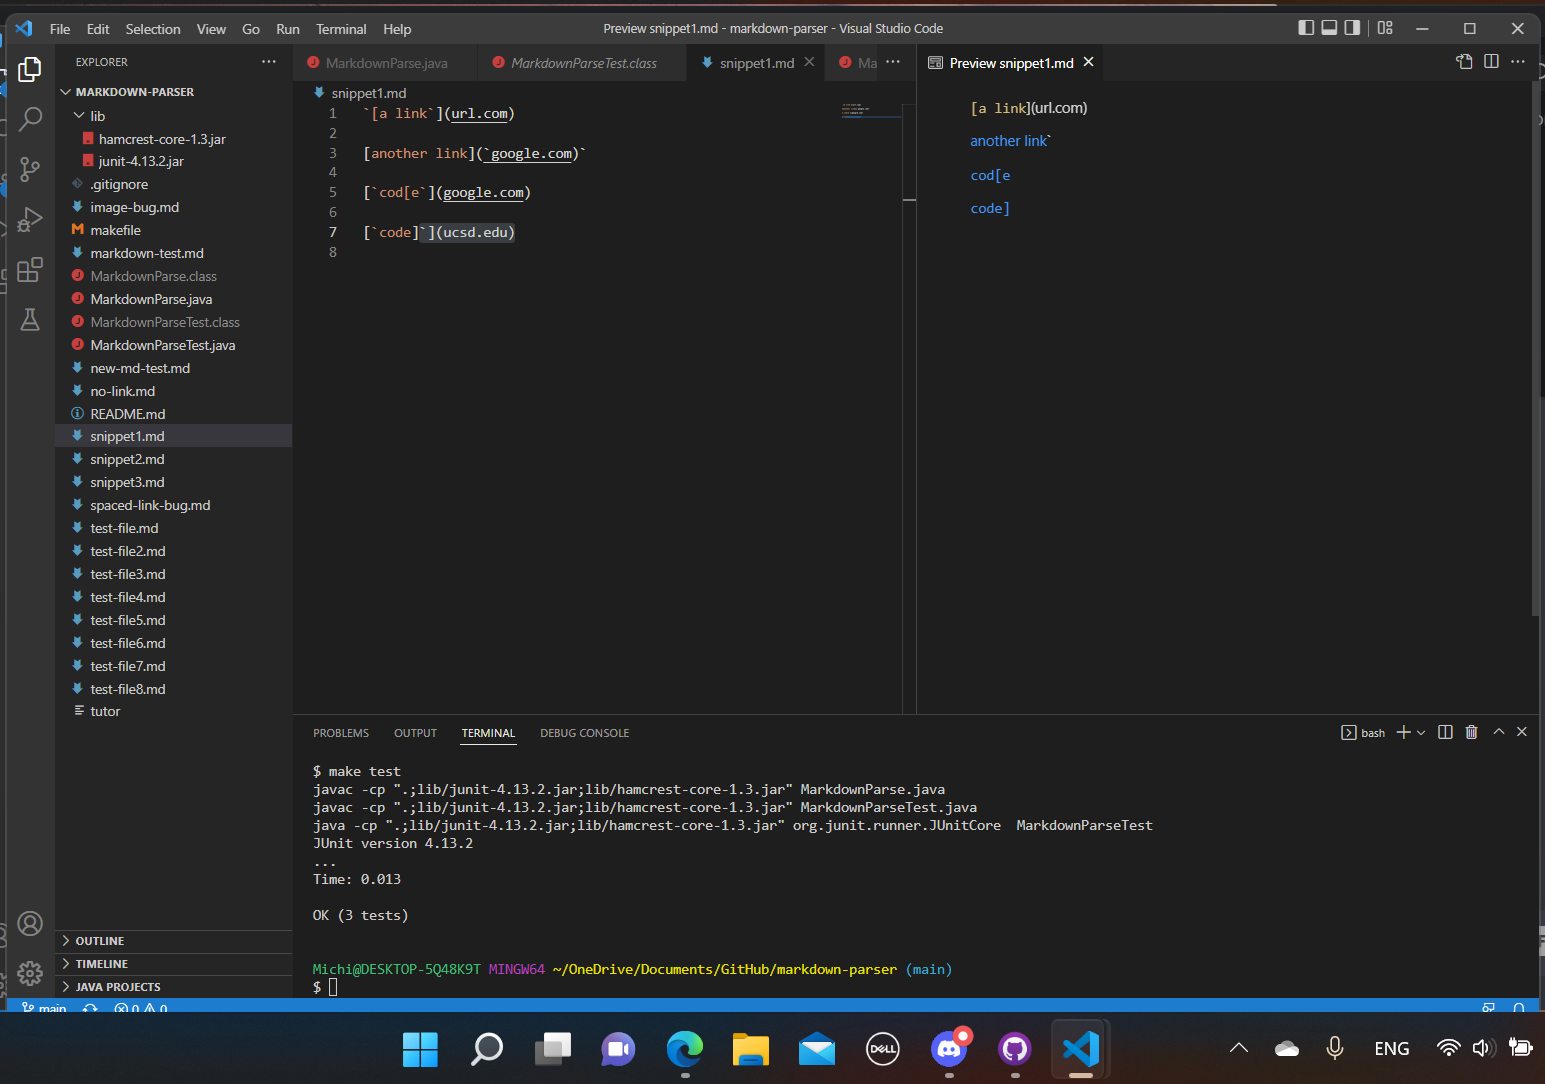 File Edit Selection View Go Run Terminal Help
Preview snippet1.md - markdown-parser - Visual Studio Code
EXPLORER
MARKDOWN-PARSER
lib
hamcrest-core-1.3.jar
junit-4.13.2.jar
.gitignore
image-bug.md
makefile
markdown-test.md
MarkdownParse.class
MarkdownParse.java
MarkdownParseTest.class
MarkdownParseTest.java
new-md-test.md
no-link.md
README.md
snippet1.md
snippet2.md
snippet3.md
spaced-link-bug.md
test-file.md
test-file2.md
test-file3.md
test-file4.md
test-file5.md
test-file6.md
test-file7.md
test-file8.md
tutor
OUTLINE
TIMELINE
JAVA PROJECTS
MarkdownParse.java MarkdownParseTest.class snippet1.md Ma
snippet1.md
1 `[a link`](url.com)
2
3 [another link](`google.com)`
4
5 [`cod[e`](google.com)
6
7 [`code]`](ucsd.edu)
8
Preview snippet1.md
[a link](url.com)
another link`
cod[e
code]
PROBLEMS OUTPUT TERMINAL DEBUG CONSOLE
bash
$ make test
javac -cp ".;lib/junit-4.13.2.jar;lib/hamcrest-core-1.3.jar" MarkdownParse.java
javac -cp ".;lib/junit-4.13.2.jar;lib/hamcrest-core-1.3.jar" MarkdownParseTest.java
java -cp ".;lib/junit-4.13.2.jar;lib/hamcrest-core-1.3.jar" org.junit.runner.JUnitCore  MarkdownParseTest
JUnit version 4.13.2
...
Time: 0.013
OK (3 tests)
Michi@DESKTOP-5Q48K9T MINGW64 ~/OneDrive/Documents/GitHub/markdown-parser (main)
$
main 0 0
DELL
ENG